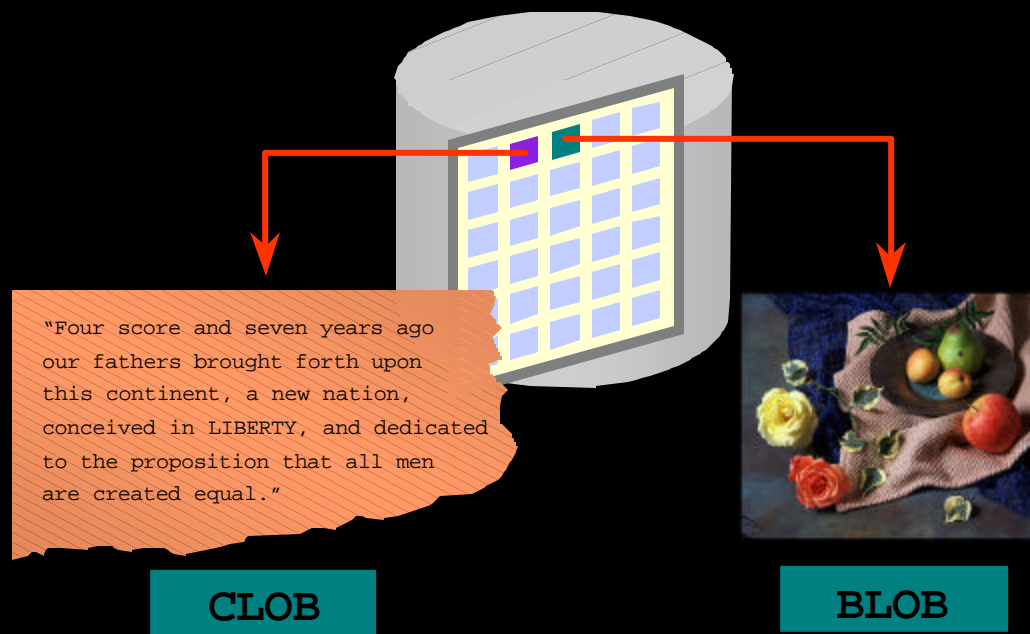 “Four score and seven years ago
our fathers brought forth upon
this continent, a new nation,
conceived in LIBERTY, and dedicated
to the proposition that all men
are created equal.”
CLOB
BLOB